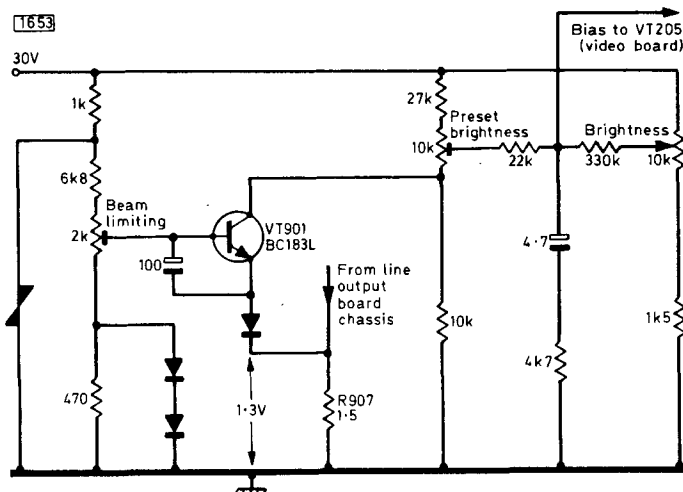 1653
30V
1k
6k8
Beam
limiting
2k
100
470
VT901
BC183L
1·3V
From line
output
board
chassis
R907
1·5
27k
Preset
brightness
10k
10k
22k
Bias to VT205
(video board)
Brightness
330k
10k
4·7
4k7
1k5